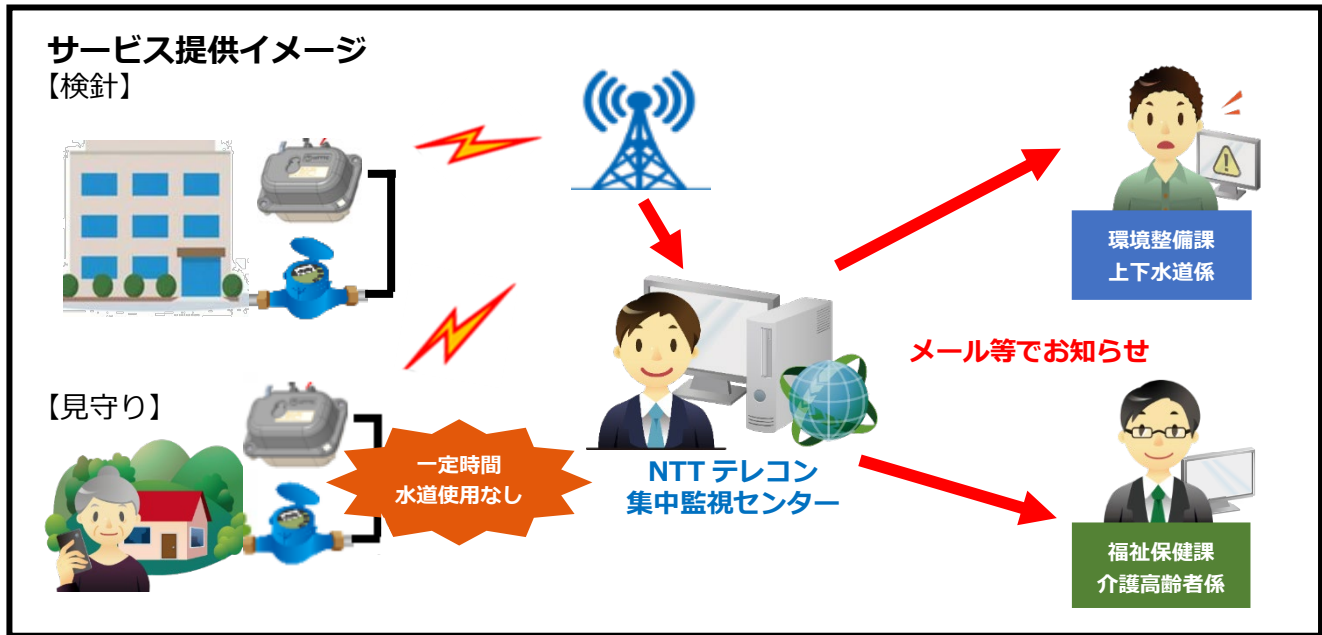 サービス提供イメージ
【検針】
環境整備課
上下水道係
メール等でお知らせ
【見守り】
一定時間
水道使用なし
NTT テレコン
集中監視センター
福祉保健課
介護高齢者係